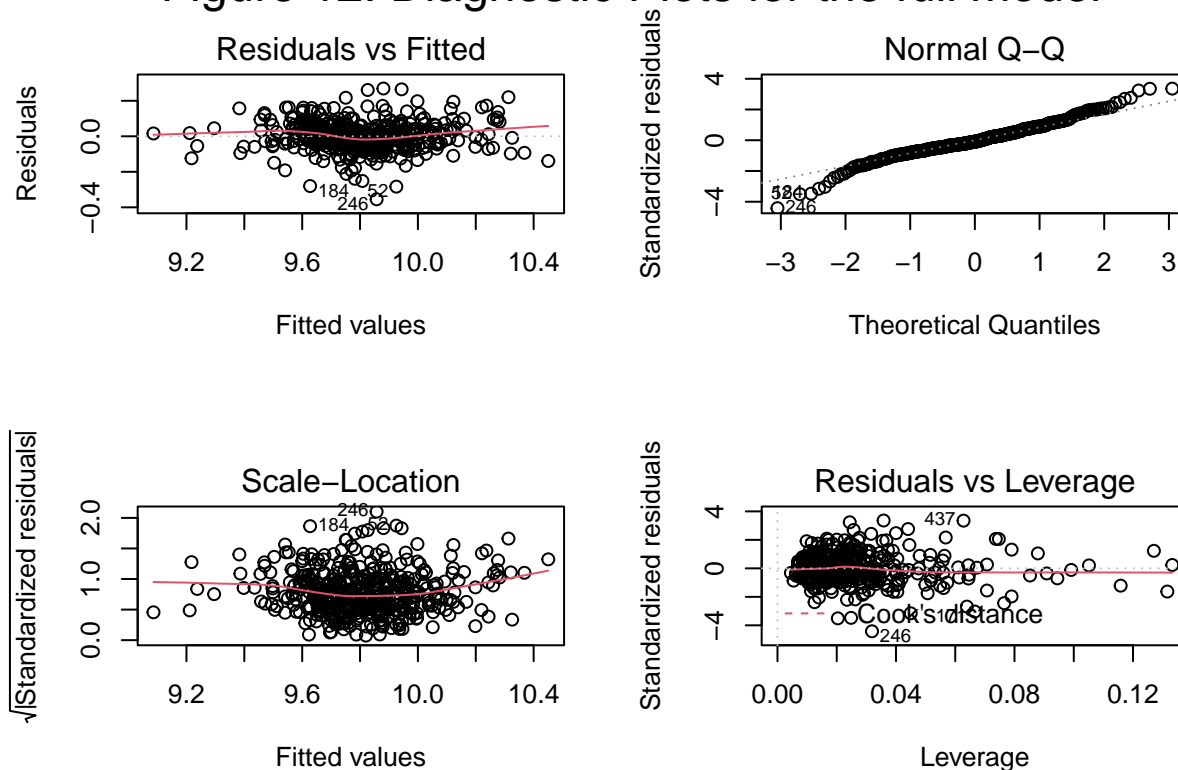 Figure 12. Diagnostic Plots for the full model
Residuals vs Fitted
Residuals
0.0
−0.4
184
52
246
9.2 9.6 10.0 10.4
Fitted values
Normal Q−Q
Standardized residuals
4
0
−4
184
246
−3 −2 −1 0 1 2 3
Theoretical Quantiles
Scale−Location
√|Standardized residuals|
2.0
1.0
0.0
246
184
52
9.2 9.6 10.0 10.4
Fitted values
Residuals vs Leverage
Standardized residuals
4
0
−4
437
Cook's distance
246
0.00 0.04 0.08 0.12
Leverage